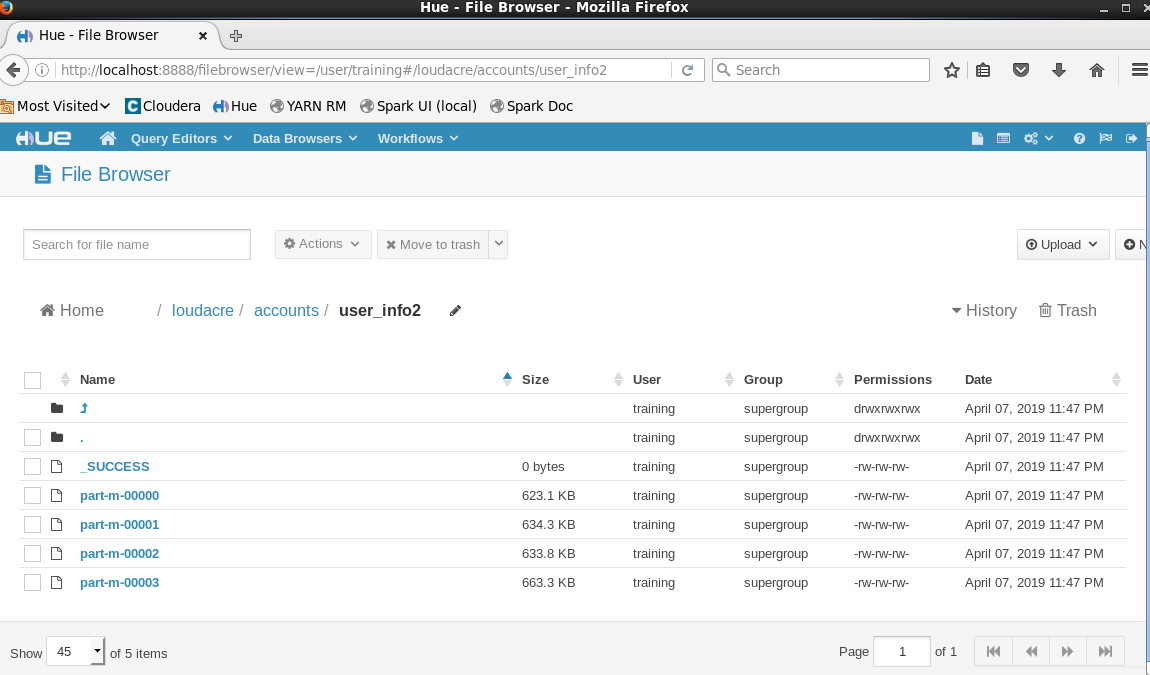 Hue - File Browser - Mozilla Firefox
Hue - File Browser
http://localhost:8888/filebrowser/view=/user/training#/loudacre/accounts/user_info2
Search
Most Visited Cloudera Hue YARN RM Spark UI (local) Spark Doc
HUE Query Editors Data Browsers Workflows
File Browser
Search for file name Actions Move to trash Upload N
Home / loudacre / accounts / user_info2 History Trash
Name Size User Group Permissions Date
training supergroup drwxrwxrwx April 07, 2019 11:47 PM
. training supergroup drwxrwxrwx April 07, 2019 11:47 PM
_SUCCESS 0 bytes training supergroup -rw-rw-rw- April 07, 2019 11:47 PM
part-m-00000 623.1 KB training supergroup -rw-rw-rw- April 07, 2019 11:47 PM
part-m-00001 634.3 KB training supergroup -rw-rw-rw- April 07, 2019 11:47 PM
part-m-00002 633.8 KB training supergroup -rw-rw-rw- April 07, 2019 11:47 PM
part-m-00003 663.3 KB training supergroup -rw-rw-rw- April 07, 2019 11:47 PM
Show 45 of 5 items Page 1 of 1